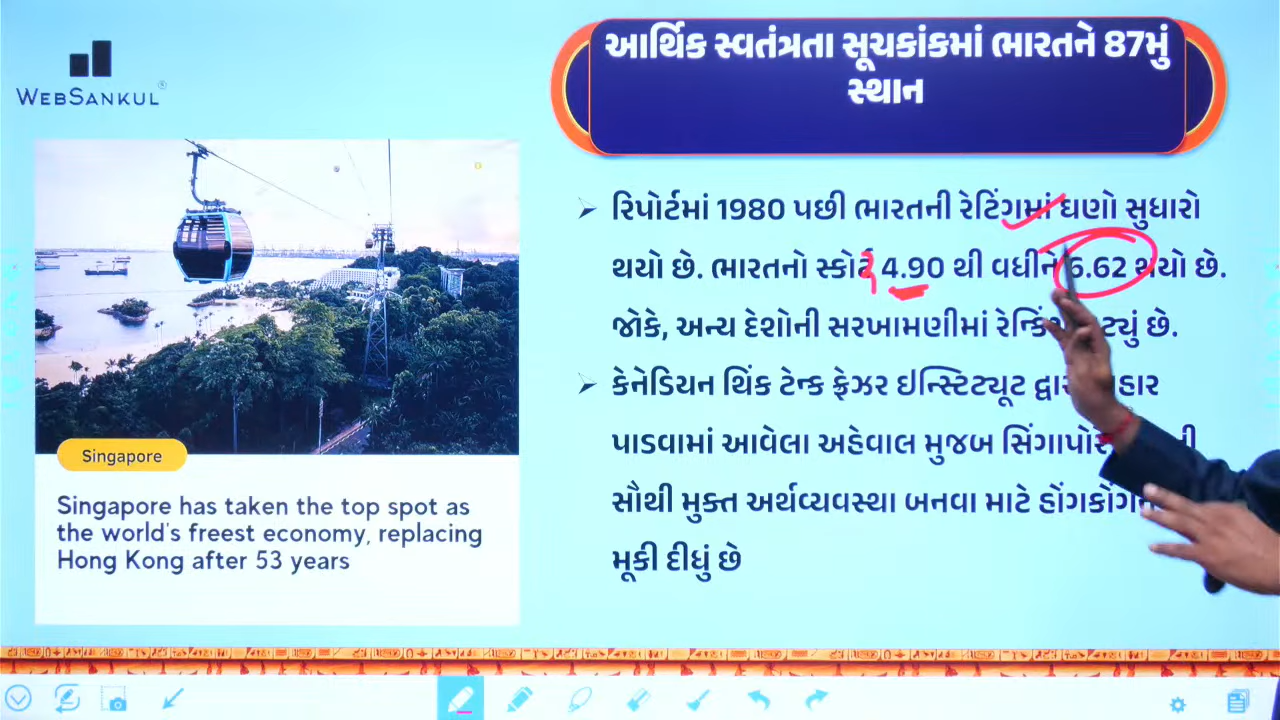 WEBSANKUL
આર્થિક સ્વતંત્રતા સૂચકાંકમાં ભારતને 87મું
સ્થાન
રિપોર્ટમાં 1980 પછી ભારતની રેટિંગમાં ઘણો સુધારો
થયો છે. ભારતનો સ્કોર 4.90 થી વધીને 6.62 થયો છે.
જોકે, અન્ય દેશોની સરખામણીમાં છે.
કેનેડિયન થિંક ટેન્ક ફ્રેઝર ઇન્સ્ટિટ્યૂટ
પાડવામાં આવેલા અહેવાલ મુજબ
સૌથી મુક્ત અર્થવ્યવસ્થા બનવા માટે
મૂકી દીધું છે
Singapore
Singapore has taken the top spot as
the world's freest economy, replacing
Hong Kong after 53 years